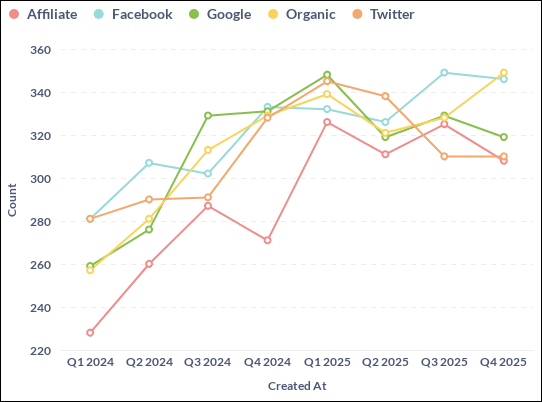 Affiliate Facebook Google Organic Twitter
360
340
320
300
280
260
240
220
Count
Q1 2024 Q2 2024 Q3 2024 Q4 2024 Q1 2025 Q2 2025 Q3 2025 Q4 2025
Created At